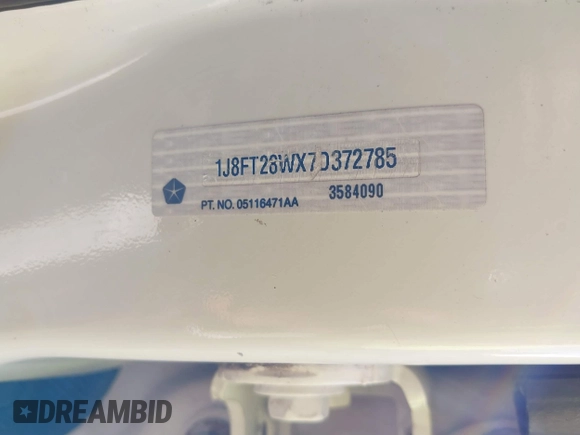 1J8FT28WX7D372785
3584090
PT. NO. 05116471AA
DREAMBID